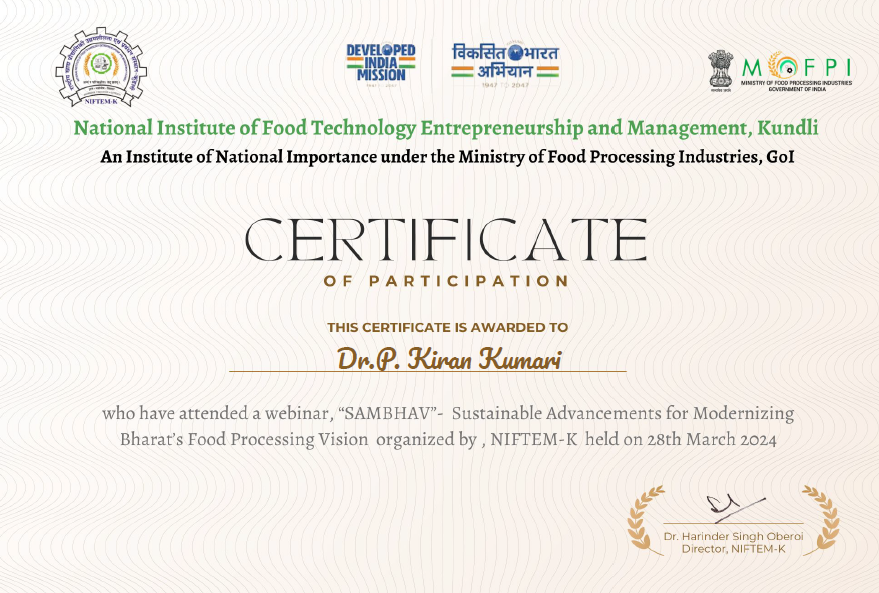 NIFTEM-K
DEVELOPED
INDIA
MISSION
विकसित भारत
अभियान
1947 2047
M FPI
MINISTRY OF FOOD PROCESSING INDUSTRIES
GOVERNMENT OF INDIA
National Institute of Food Technology Entrepreneurship and Management, Kundli
An Institute of National Importance under the Ministry of Food Processing Industries, GoI
CERTIFICATE
OF PARTICIPATION
THIS CERTIFICATE IS AWARDED TO
Dr.P. Kiran Kumari
who have attended a webinar, “SAMBHAV”- Sustainable Advancements for Modernizing
Bharat’s Food Processing Vision organized by , NIFTEM-K held on 28th March 2024
Dr. Harinder Singh Oberoi
Director, NIFTEM-K